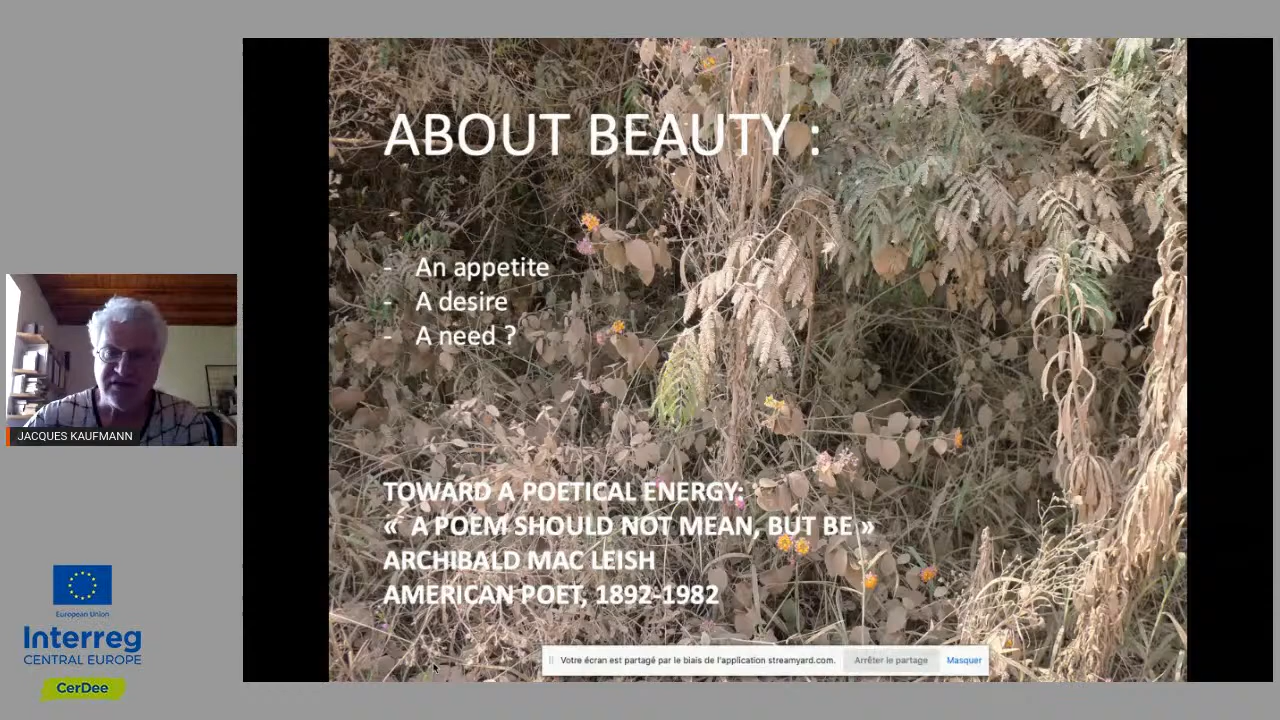 ABOUT BEAUTY :
- An appetite
- A desire
- A need ?
JACQUES KAUFMANN
TOWARD A POETICAL ENERGY:
«  A POEM SHOULD NOT MEAN, BUT BE »
ARCHIBALD MAC LEISH
AMERICAN POET, 1892-1982
European Union
Interreg
CENTRAL EUROPE
CerDee
Votre écran est partagé par le biais de l'application streamyard.com. Arrêter le partage Masquer